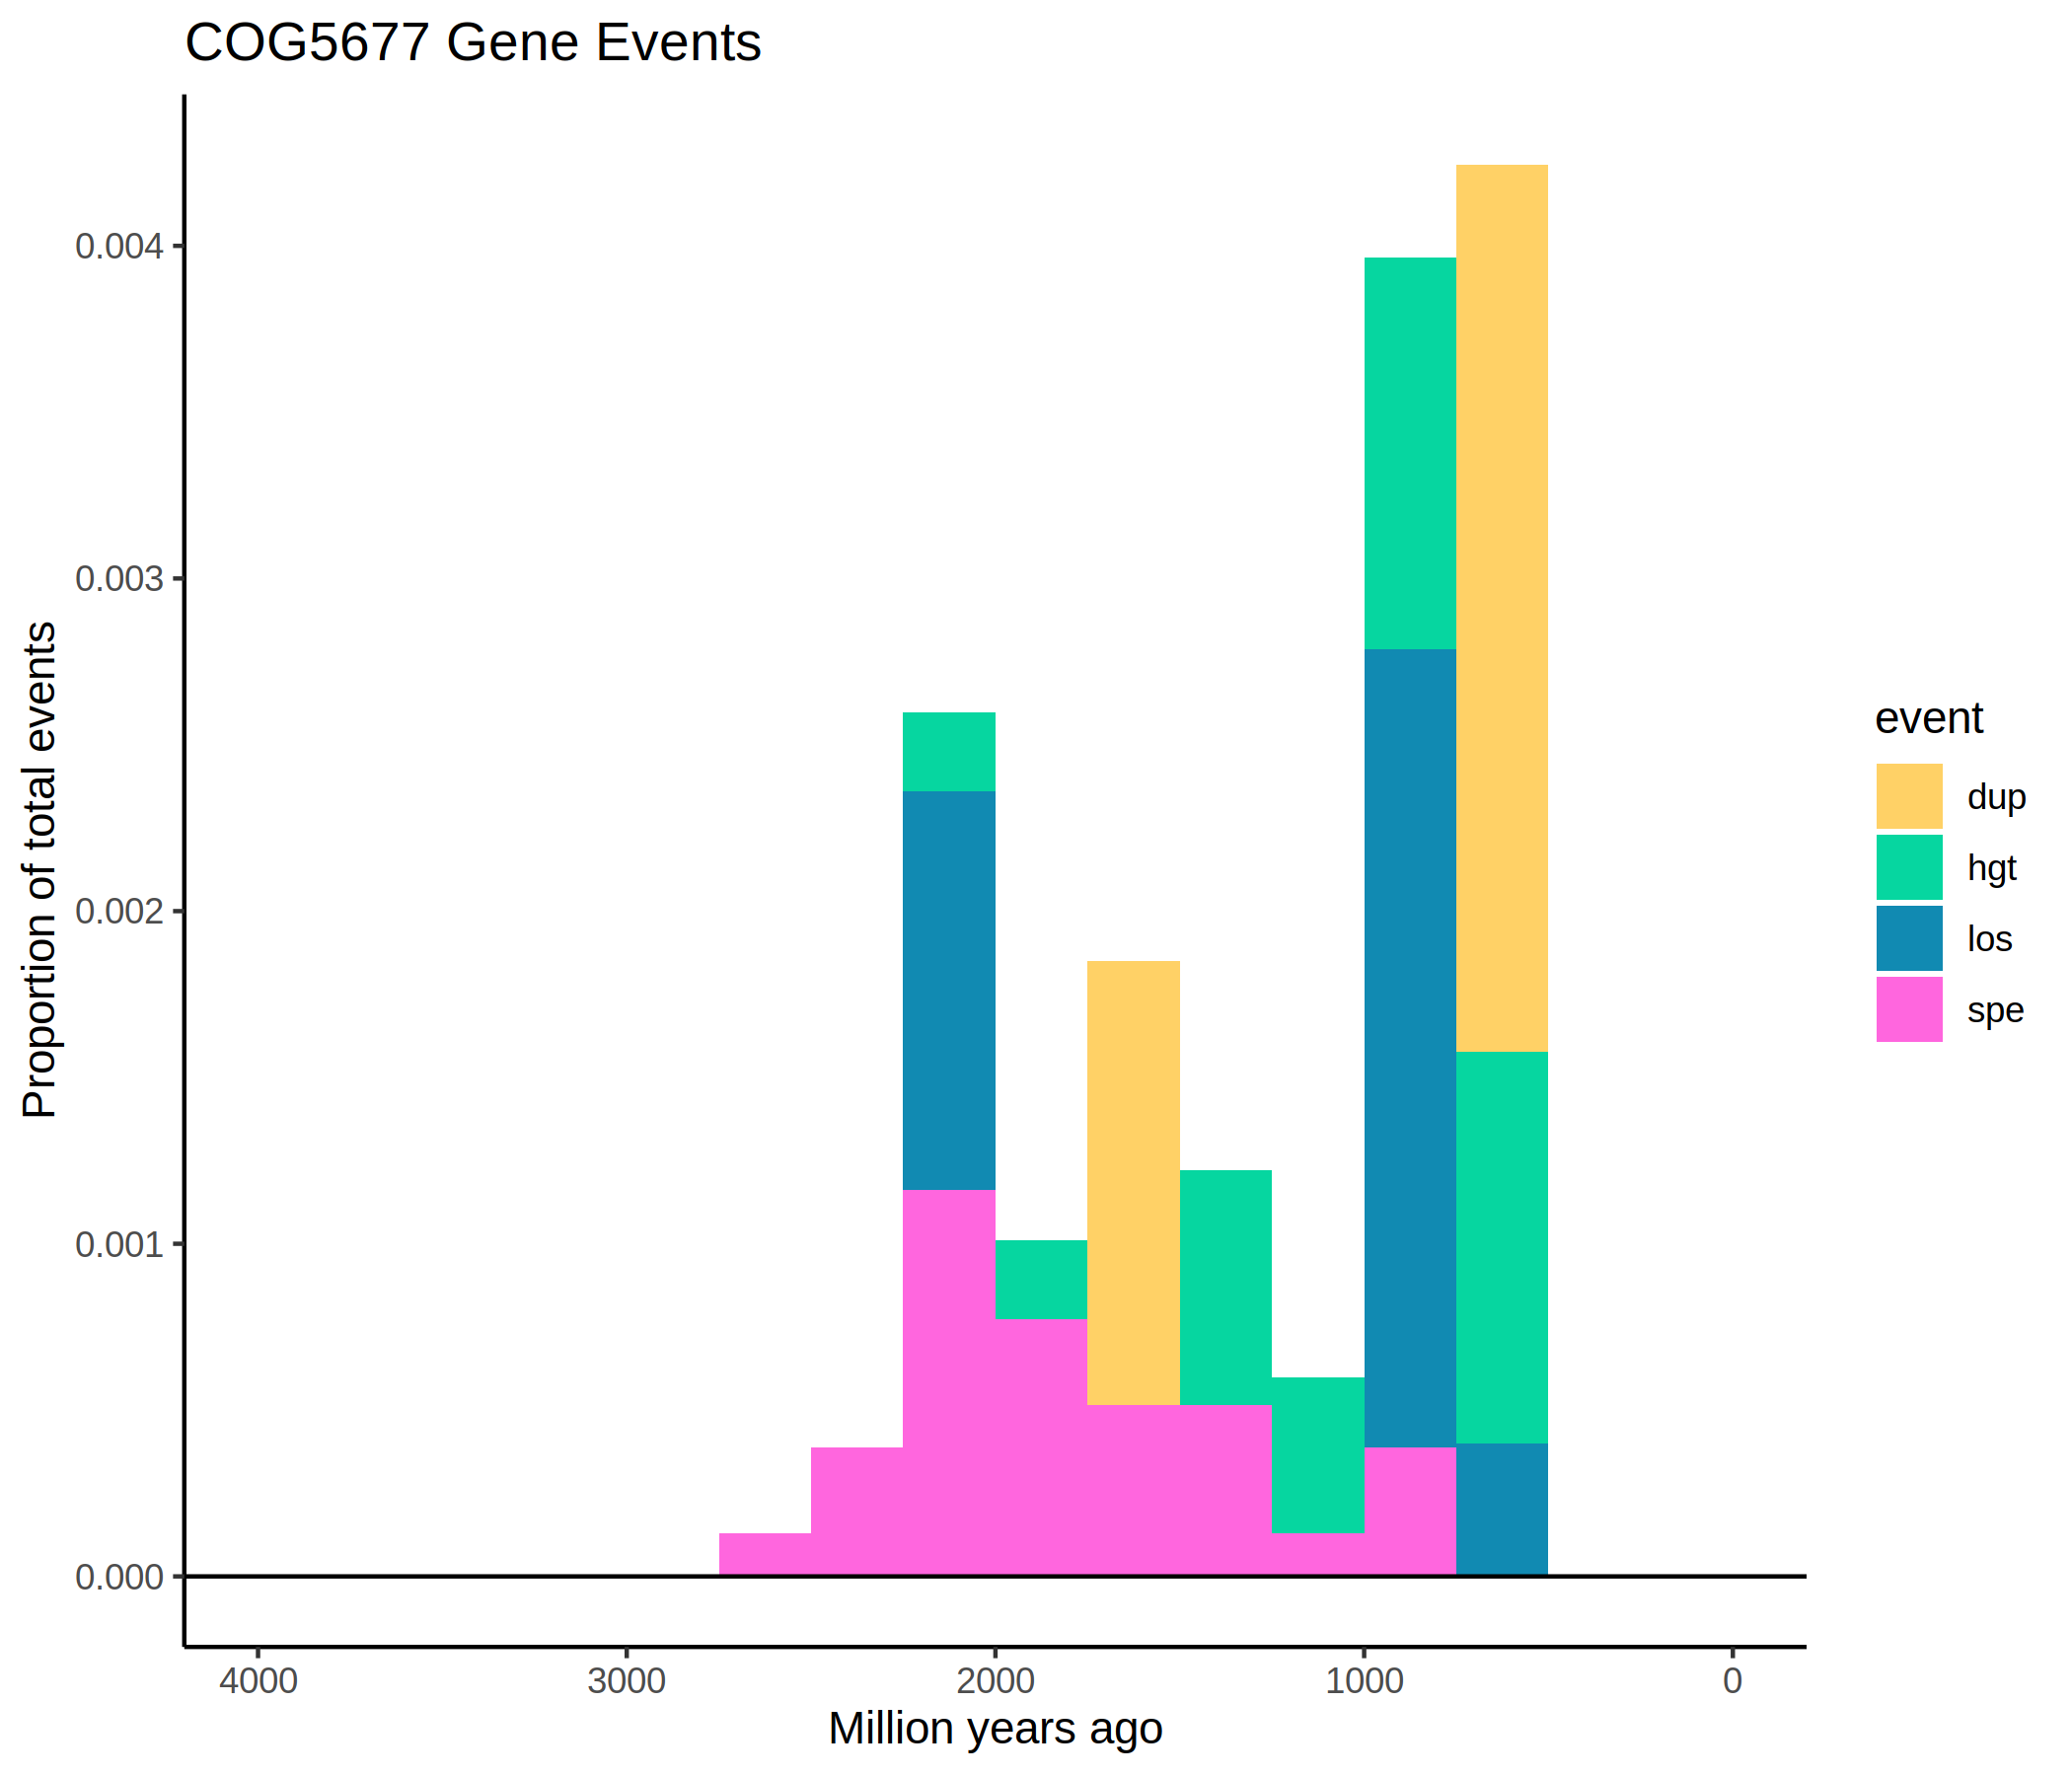 COG5677 Gene Events
Proportion of total events
0.004
0.003
0.002
0.001
0.000
4000 3000 2000 1000 0
Million years ago
event
dup
hgt
los
spe